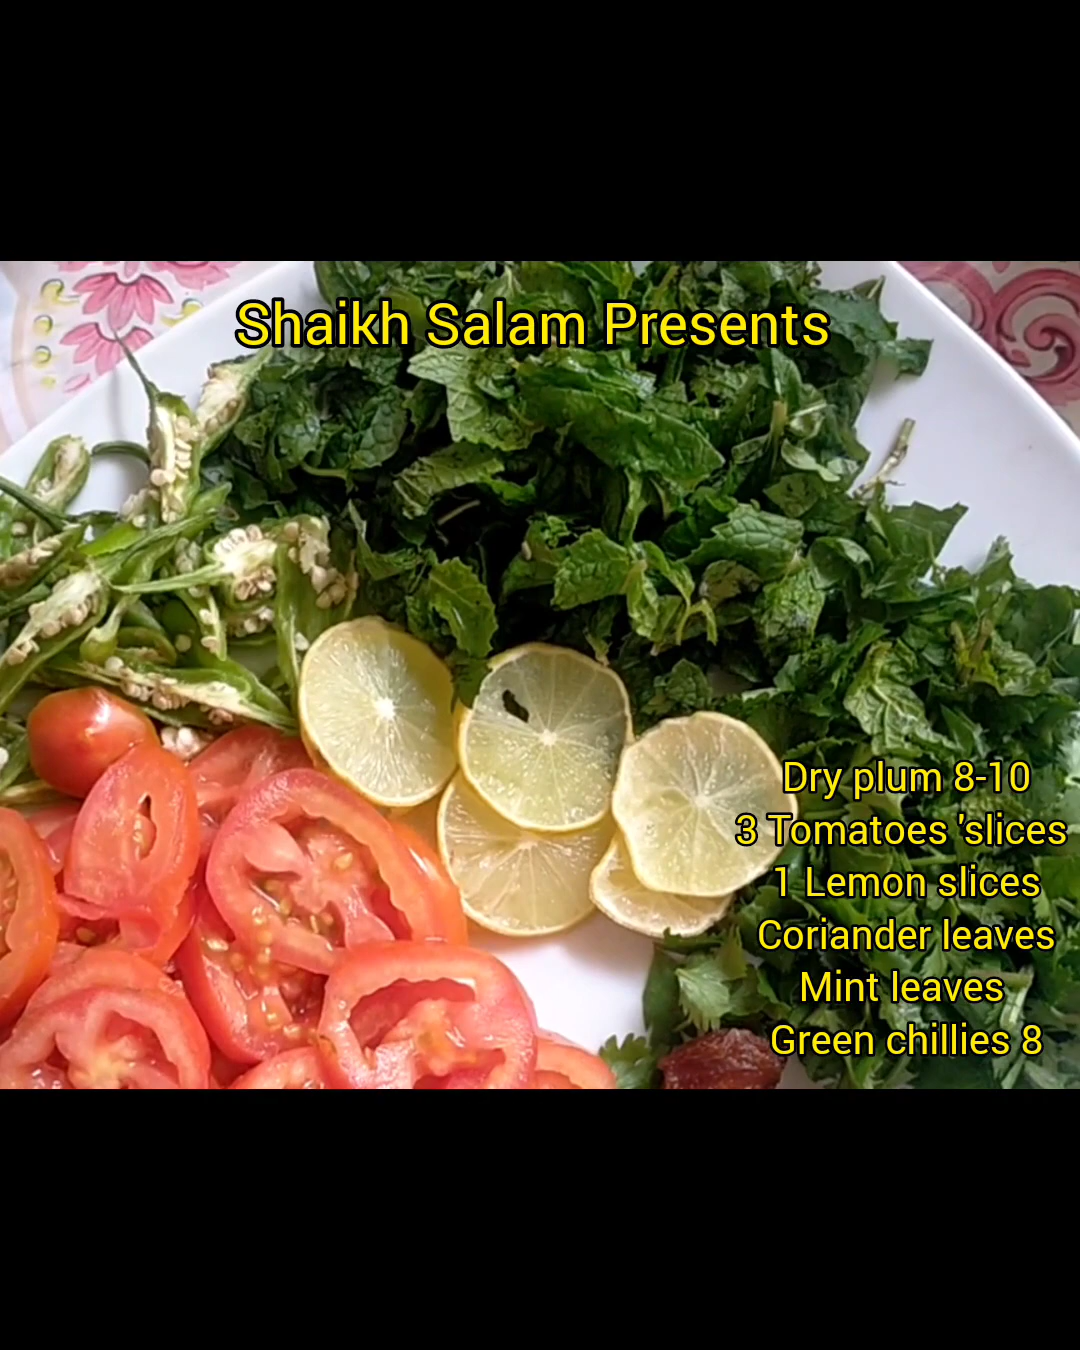 Shaikh Salam Presents
Dry plum 8-10
3 Tomatoes 'slices
1 Lemon slices
Coriander leaves
Mint leaves
Green chillies 8